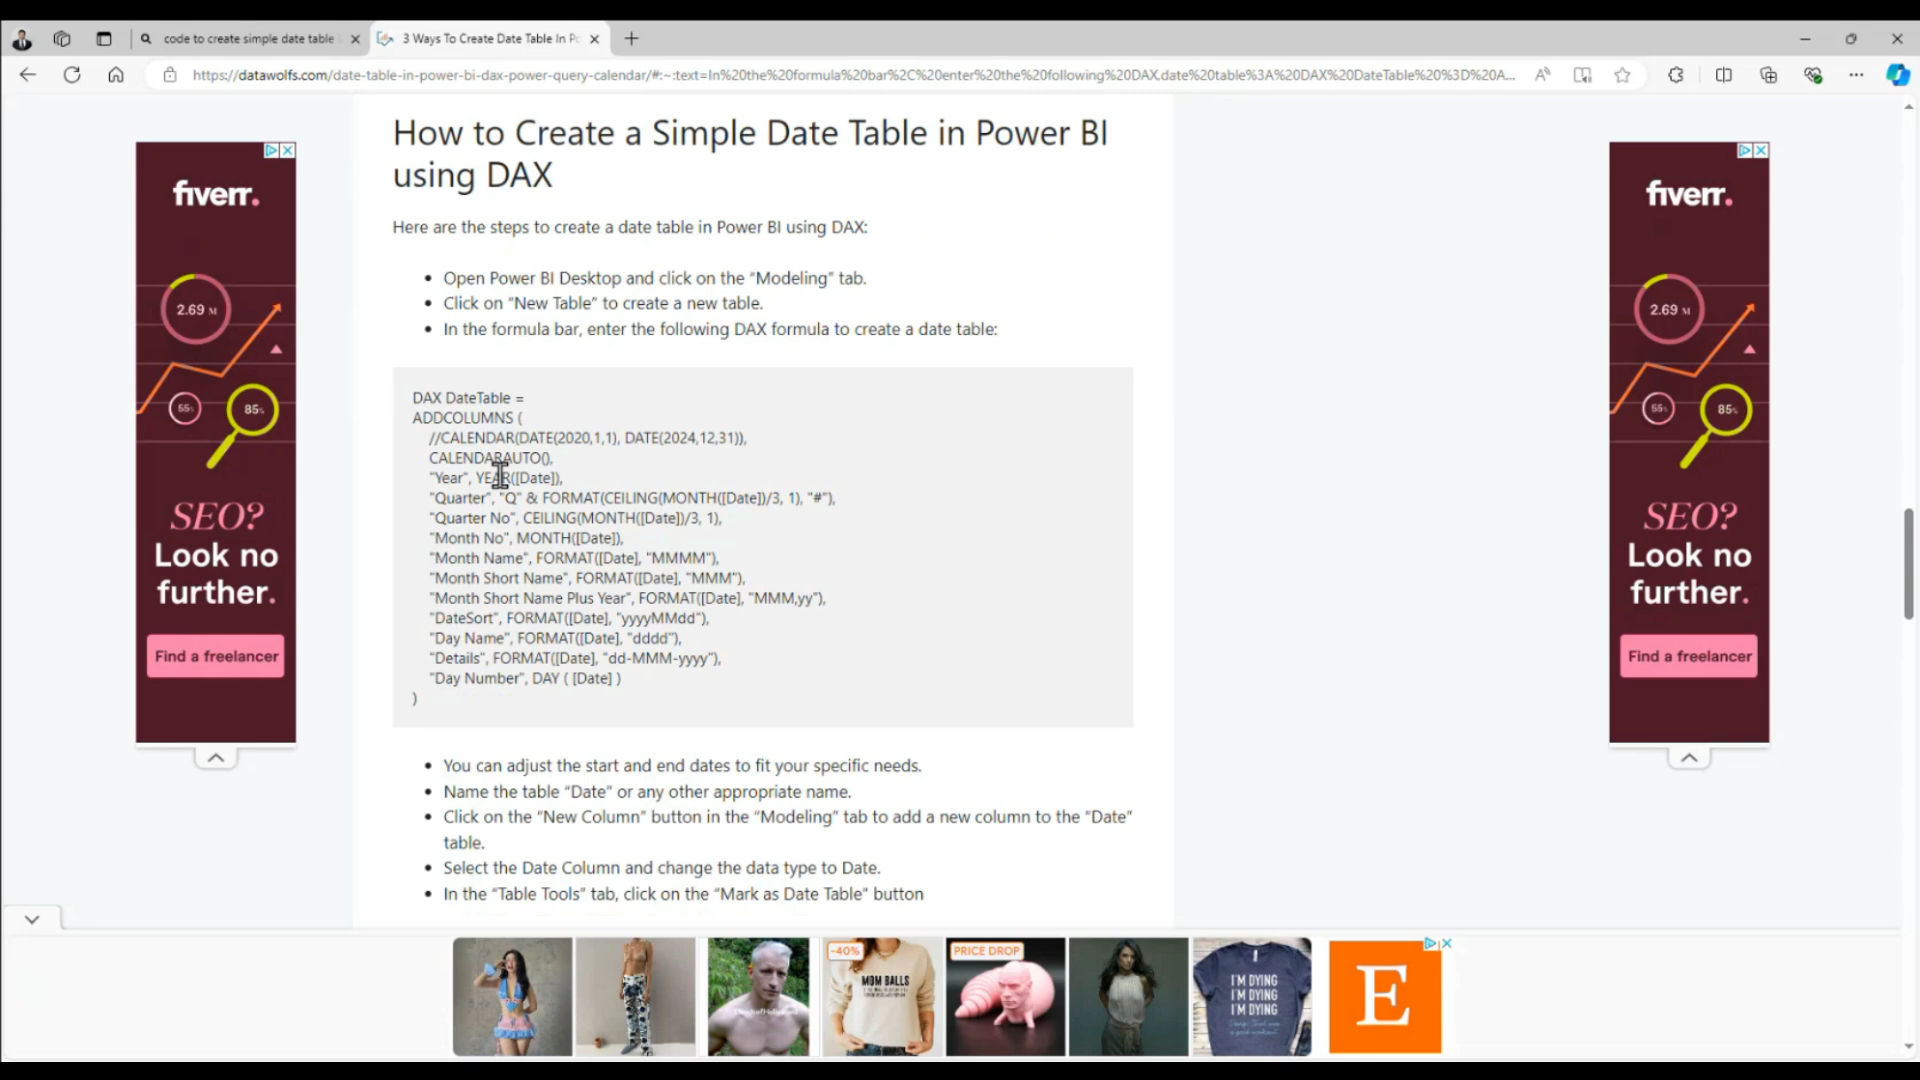 code to create simple date table
3 Ways To Create Date Table In Po
https://datawolfs.com/date-table-in-power-bi-dax-power-query-calendar/#:~:text=In%20the%20formula%20bar%2C%20enter%20the%20following%20DAX,date%20table%3A%20DAX%20DateTable%20%3D%20A...
How to Create a Simple Date Table in Power BI
using DAX
Here are the steps to create a date table in Power BI using DAX:
• Open Power BI Desktop and click on the “Modeling” tab.
• Click on “New Table” to create a new table.
• In the formula bar, enter the following DAX formula to create a date table:
DAX DateTable =
ADDCOLUMNS (
//CALENDAR(DATE(2020,1,1), DATE(2024,12,31)),
CALENDARAUTO(),
"Year", YEAR([Date]),
"Quarter", "Q" & FORMAT(CEILING(MONTH([Date])/3, 1), "#"),
"Quarter No", CEILING(MONTH([Date])/3, 1),
"Month No", MONTH([Date]),
"Month Name", FORMAT([Date], "MMMM"),
"Month Short Name", FORMAT([Date], "MMM"),
"Month Short Name Plus Year", FORMAT([Date], "MMM,yy"),
"DateSort", FORMAT([Date], "yyyyMMdd"),
"Day Name", FORMAT([Date], "dddd"),
"Details", FORMAT([Date], "dd-MMM-yyyy"),
"Day Number", DAY ( [Date] )
)
• You can adjust the start and end dates to fit your specific needs.
• Name the table “Date” or any other appropriate name.
• Click on the “New Column” button in the “Modeling” tab to add a new column to the “Date”
table.
• Select the Date Column and change the data type to Date.
• In the “Table Tools” tab, click on the “Mark as Date Table” button
fiverr.
2.69 M
55%
85%
SEO?
Look no
further.
Find a freelancer
fiverr.
2.69 M
55%
85%
SEO?
Look no
further.
Find a freelancer
-40%
MOM BALLS
PRICE DROP
I'M DYING
I'M DYING
I'M DYING
E